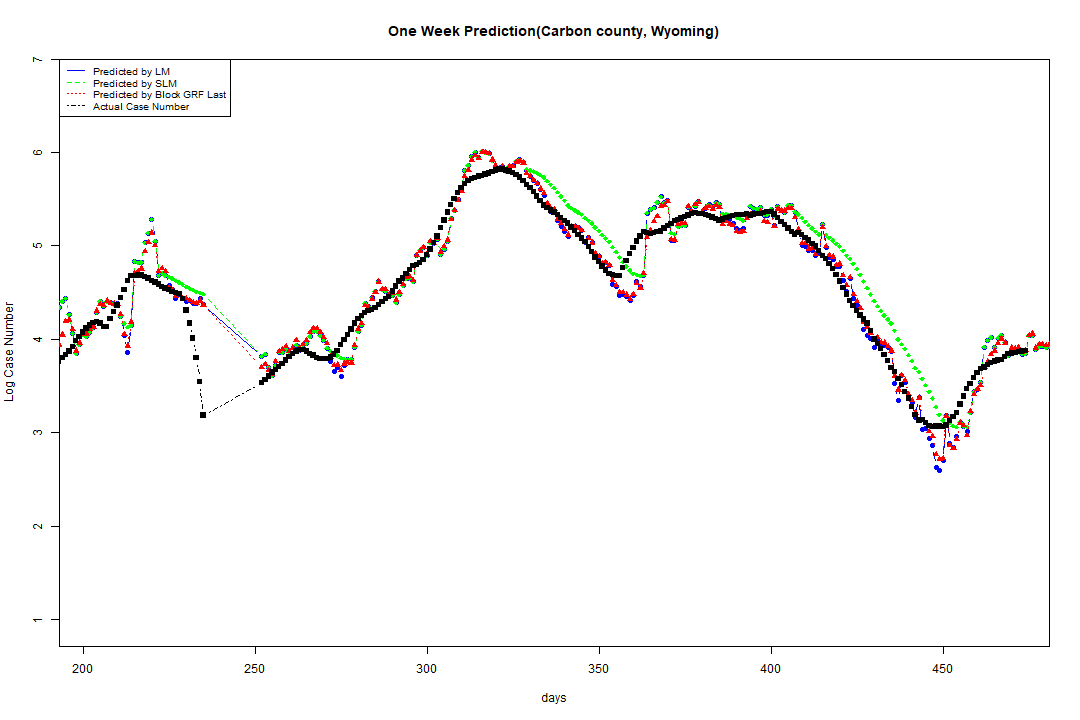 One Week Prediction(Carbon county, Wyoming)
Predicted by LM
Predicted by SLM
Predicted by Block GRF Last
Actual Case Number
7
6
5
4
3
2
1
Log Case Number
200 250 300 350 400 450
days